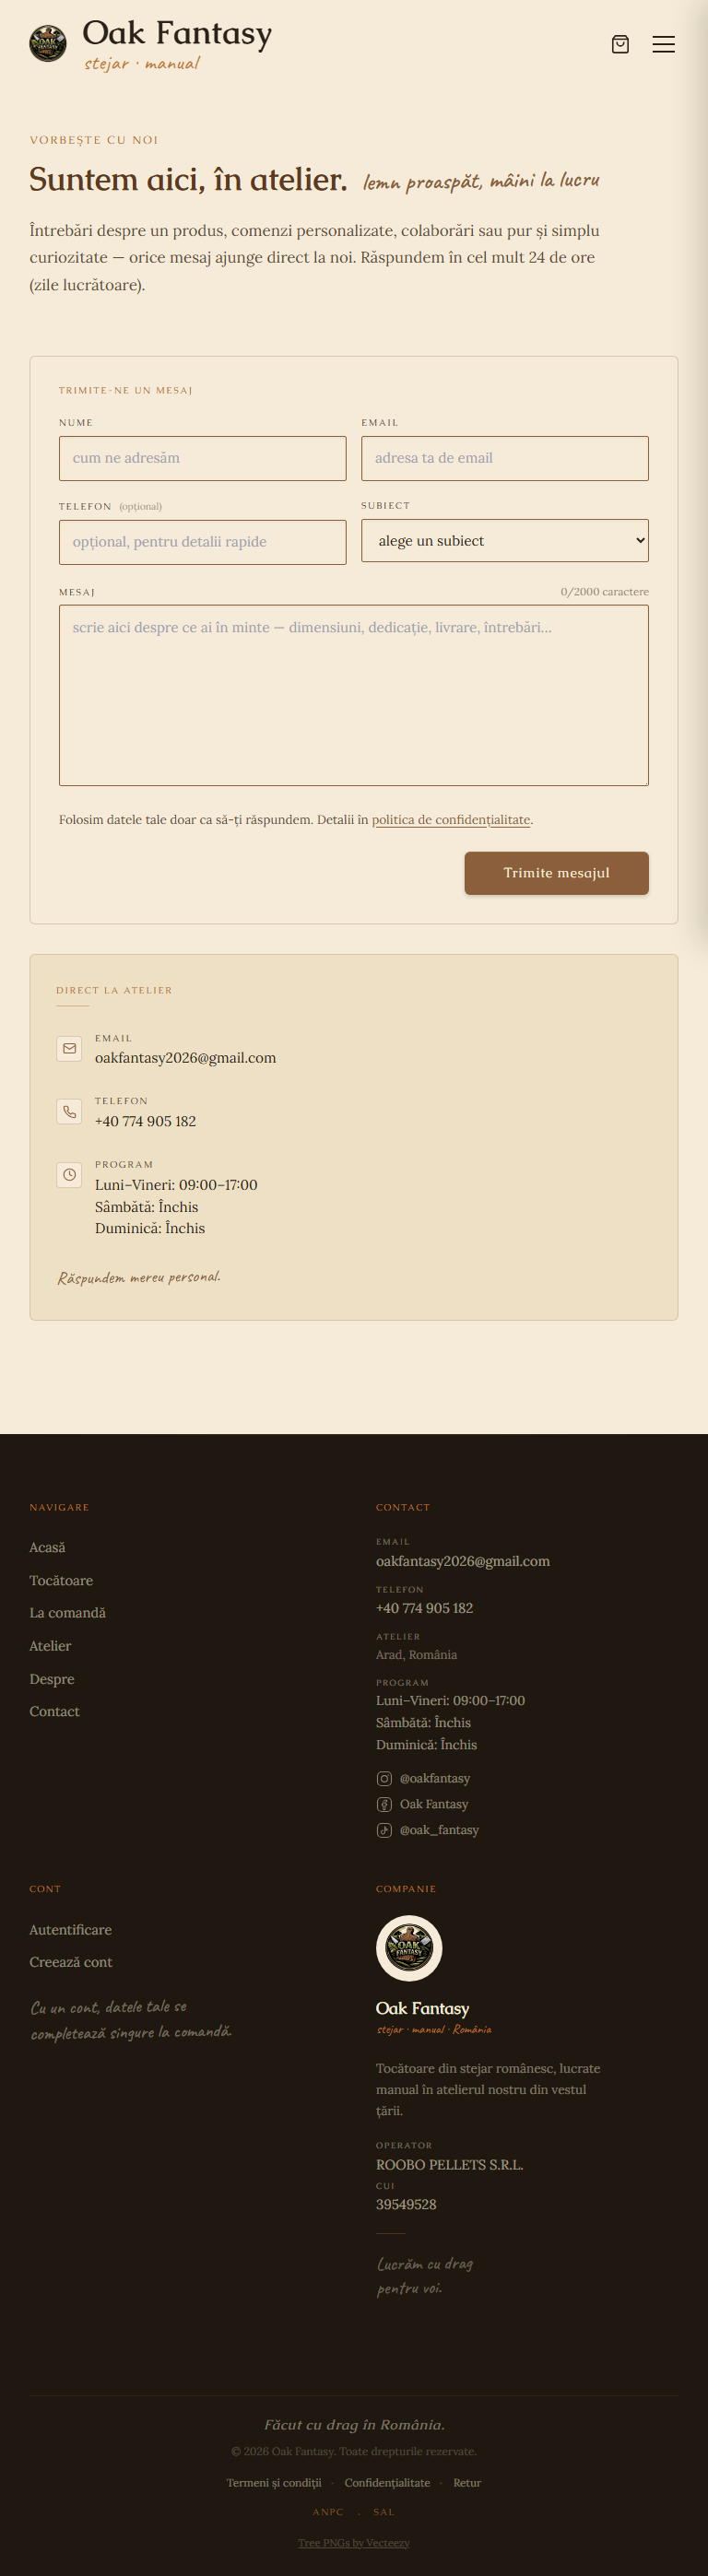 Oak Fantasy
stejar · manual
VORBEȘTE CU NOI
Suntem aici, în atelier. lemn proaspăt, mâini la lucru
Întrebări despre un produs, comenzi personalizate, colaborări sau pur și simplu
curiozitate — orice mesaj ajunge direct la noi. Răspundem în cel mult 24 de ore
(zile lucrătoare).
TRIMITE-NE UN MESAJ
NUME
cum ne adresăm
EMAIL
adresa ta de email
TELEFON (opțional)
opțional, pentru detalii rapide
SUBIECT
alege un subiect
MESAJ
0/2000 caractere
scrie aici despre ce ai în minte — dimensiuni, dedicație, livrare, întrebări...
Folosim datele tale doar ca să-ți răspundem. Detalii în politica de confidențialitate.
Trimite mesajul
DIRECT LA ATELIER
EMAIL
oakfantasy2026@gmail.com
TELEFON
+40 774 905 182
PROGRAM
Luni–Vineri: 09:00–17:00
Sâmbătă: Închis
Duminică: Închis
Răspundem mereu personal.
NAVIGARE
Acasă
Tocătoare
La comandă
Atelier
Despre
Contact
CONTACT
EMAIL
oakfantasy2026@gmail.com
TELEFON
+40 774 905 182
ATELIER
Arad, România
PROGRAM
Luni–Vineri: 09:00–17:00
Sâmbătă: Închis
Duminică: Închis
@oakfantasy
Oak Fantasy
@oak_fantasy
CONT
Autentificare
Creează cont
Cu un cont, datele tale se
completează singure la comandă.
COMPANIE
OAK
FANTASY
Oak Fantasy
stejar · manual · România
Tocătoare din stejar românesc, lucrate
manual în atelierul nostru din vestul
țării.
OPERATOR
ROOBO PELLETS S.R.L.
CUI
39549528
Lucrăm cu drag
pentru voi.
Făcut cu drag în România.
© 2026 Oak Fantasy. Toate drepturile rezervate.
Termeni și condiții · Confidențialitate · Retur
ANPC · SAL
Tree PNGs by Vecteezy